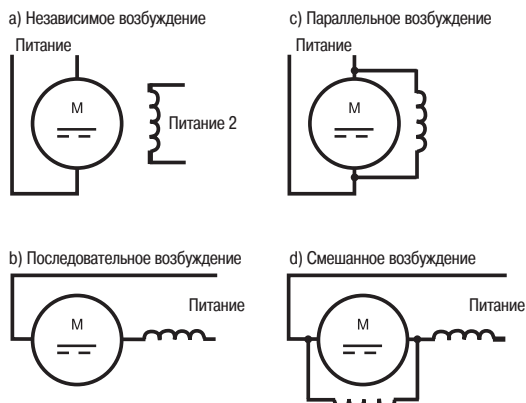 a) Независимое возбуждение
Питание
M
Питание 2
c) Параллельное возбуждение
Питание
M
b) Последовательное возбуждение
Питание
M
d) Смешанное возбуждение
Питание
M